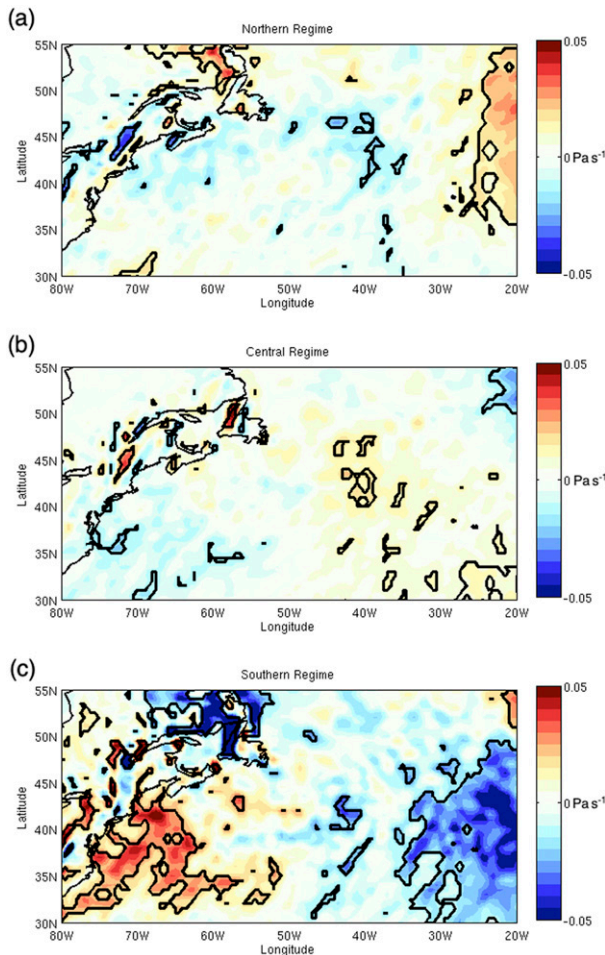 (a)
Northern Regime
55N
50N
45N
40N
35N
30N
Latitude
80W 70W 60W 50W 40W 30W 20W
Longitude
0.05
0 Pa s-1
-0.05
(b)
Central Regime
55N
50N
45N
40N
35N
30N
Latitude
80W 70W 60W 50W 40W 30W 20W
Longitude
0.05
0 Pa s-1
-0.05
(c)
Southern Regime
55N
50N
45N
40N
35N
30N
Latitude
80W 70W 60W 50W 40W 30W 20W
Longitude
0.05
0 Pa s-1
-0.05